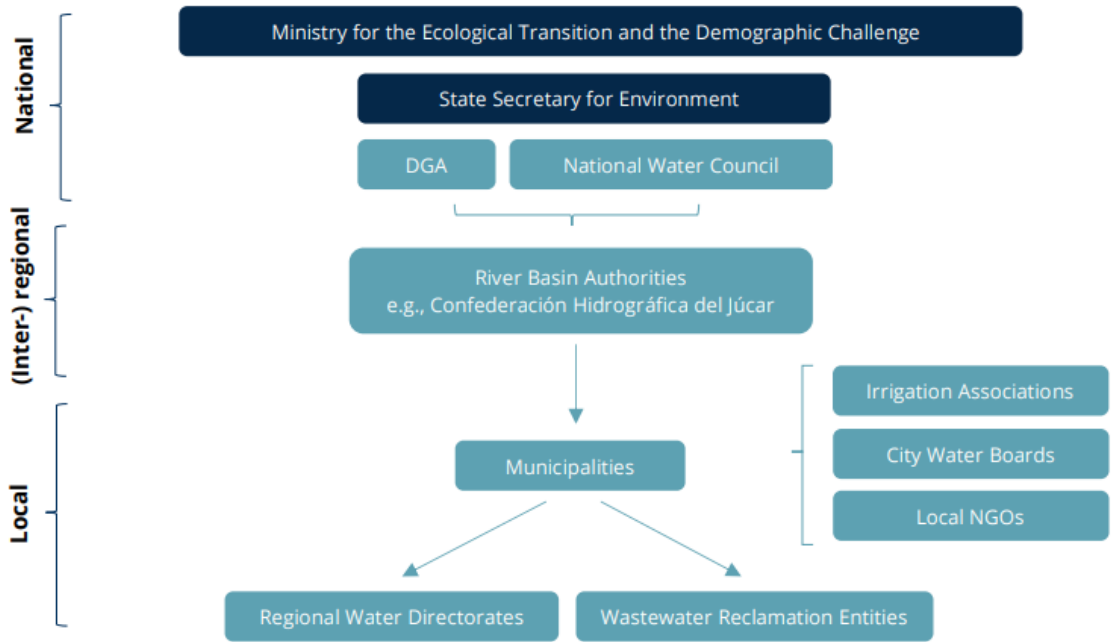 National
Ministry for the Ecological Transition and the Demographic Challenge
State Secretary for Environment
DGA
National Water Council
(Inter-) regional
River Basin Authorities
e.g., Confederación Hidrográfica del Júcar
Local
Municipalities
Irrigation Associations
City Water Boards
Local NGOs
Regional Water Directorates
Wastewater Reclamation Entities